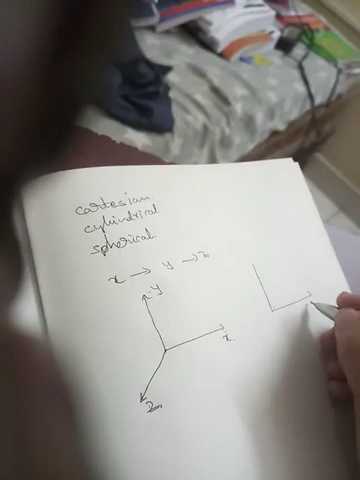 cartesian
cylindrical
spherical.
x → y → z
y
x
z